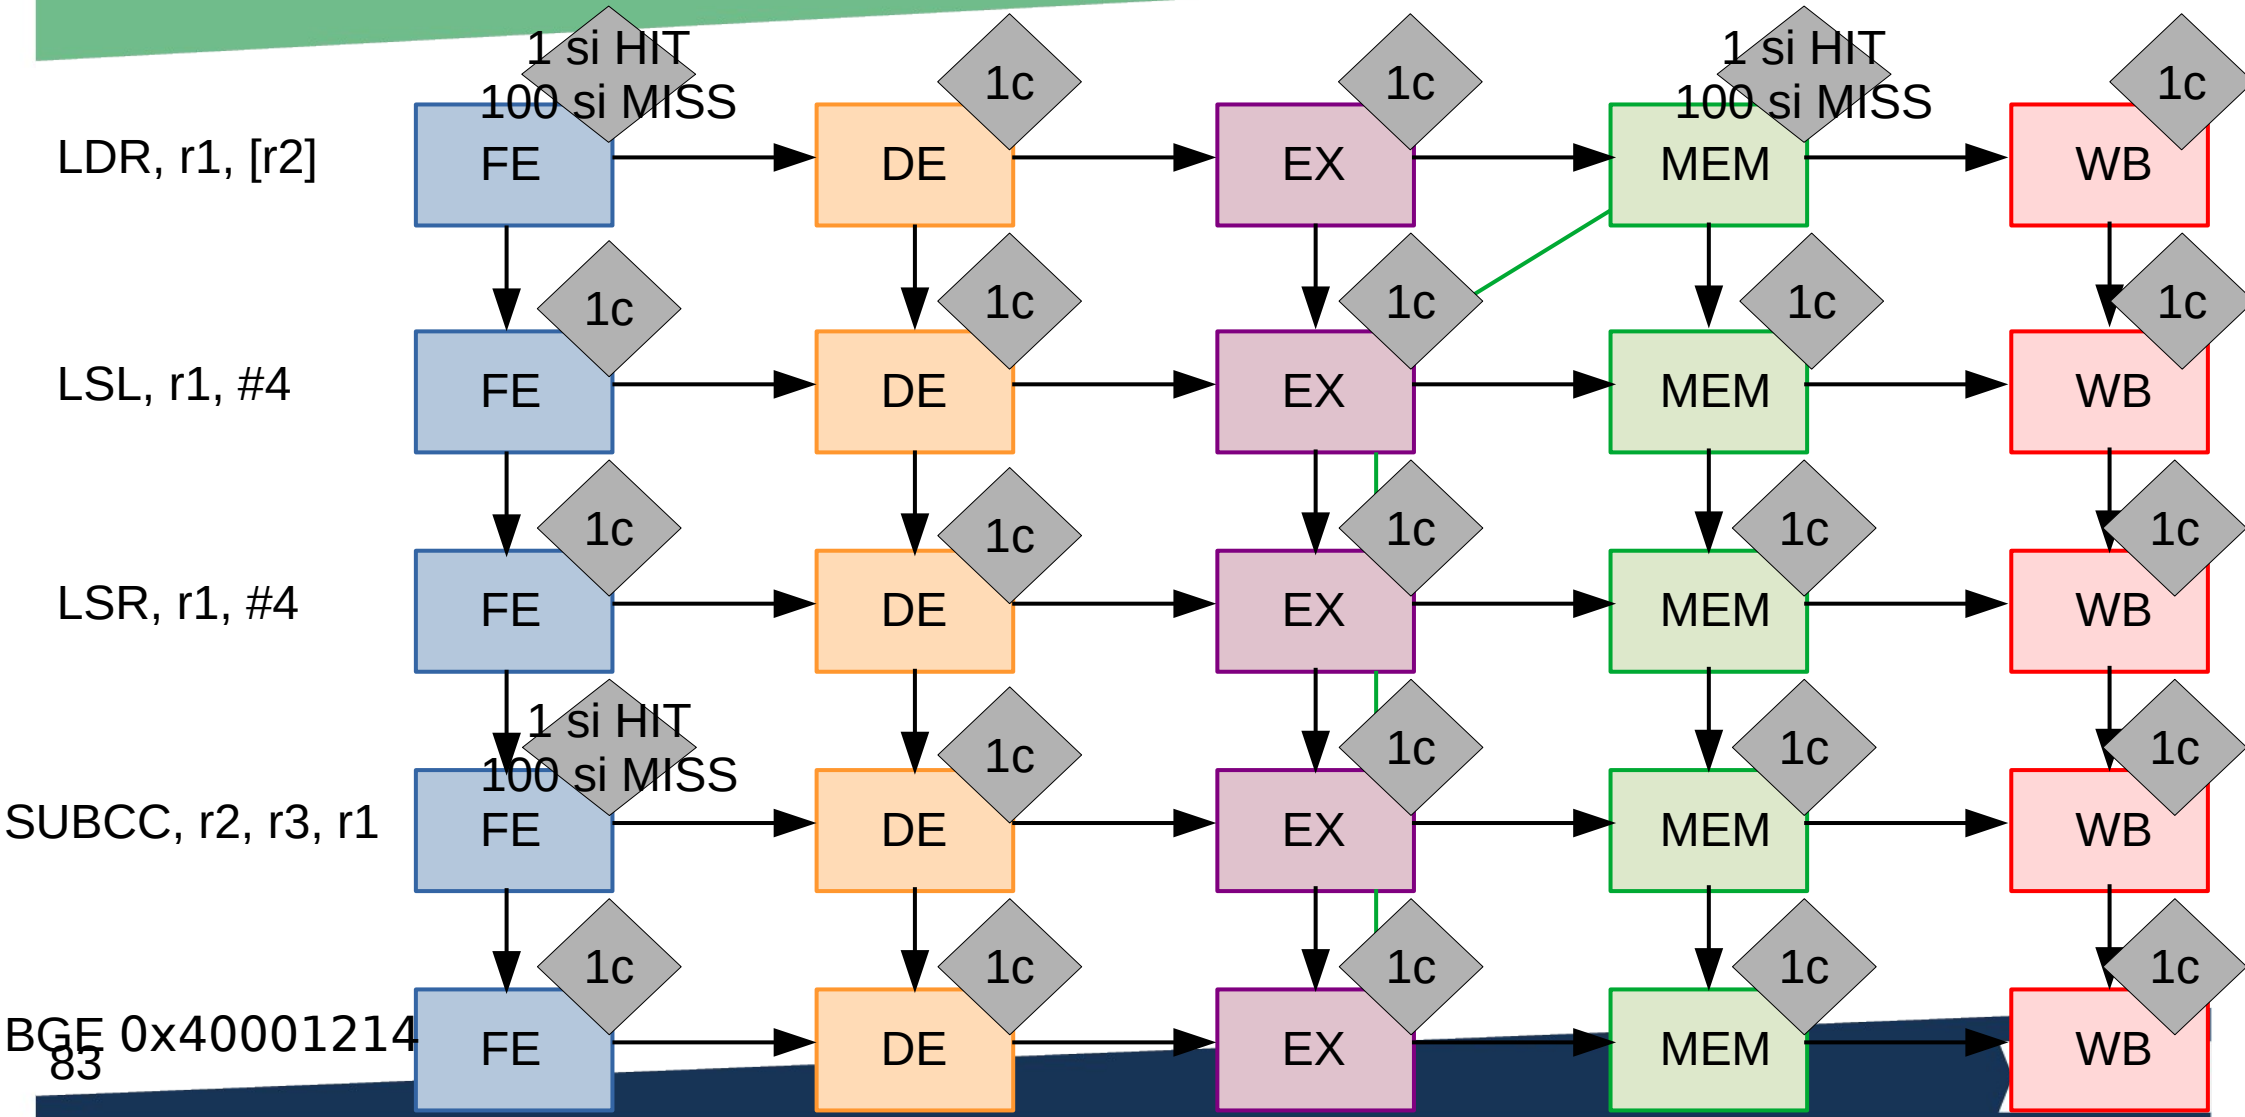 1 si HIT
100 si MISS
1c
1c
1 si HIT
100 si MISS
1c
LDR, r1, [r2]
FE
DE
EX
MEM
WB
1c
1c
1c
1c
1c
LSL, r1, #4
FE
DE
EX
MEM
WB
1c
1c
1c
1c
1c
LSR, r1, #4
FE
DE
EX
MEM
WB
1 si HIT
100 si MISS
1c
1c
1c
1c
SUBCC, r2, r3, r1
FE
DE
EX
MEM
WB
1c
1c
1c
1c
1c
BGE 0x40001214
FE
DE
EX
MEM
WB
83